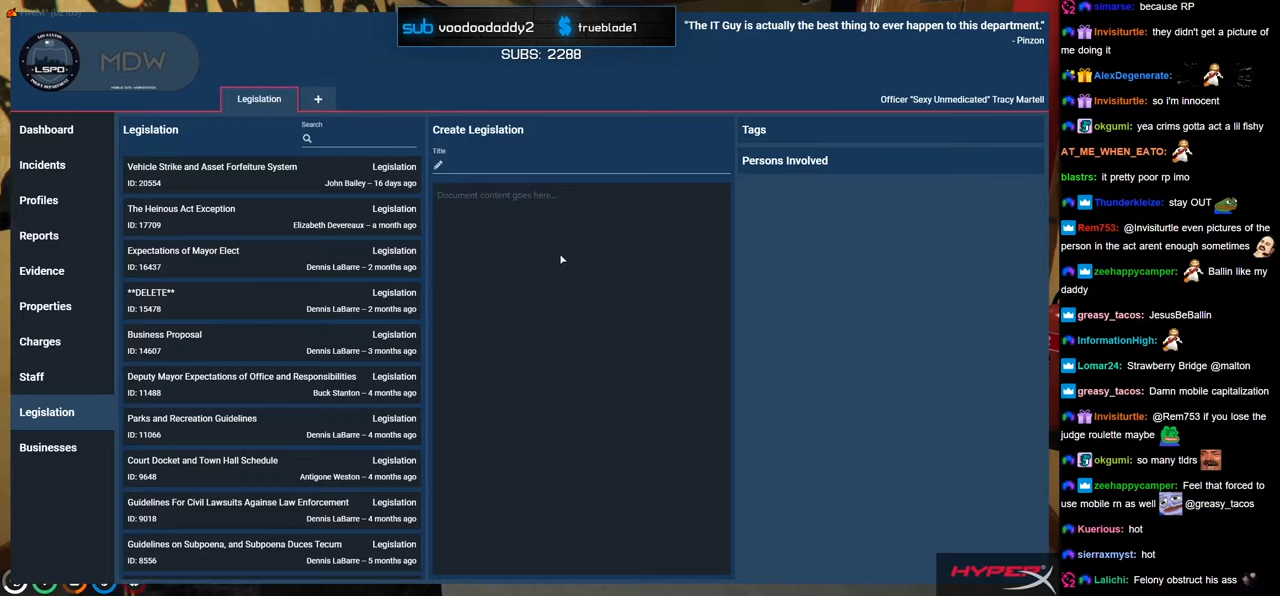 sub voodoodaddy2 trueblade1
SUBS: 2288
"The IT Guy is actually the best thing to ever happen to this department."
- Pinzon
LOS SANTOS
LSPD
POLICE DEPARTMENT
MDW
MOBILE DATA WORKSTATION
Legislation
+
Officer "Sexy Unmedicated" Tracy Martell
Dashboard
Incidents
Profiles
Reports
Evidence
Properties
Charges
Staff
Legislation
Businesses
Legislation
Search
Vehicle Strike and Asset Forfeiture System Legislation
ID: 20554 John Bailey – 16 days ago
The Heinous Act Exception Legislation
ID: 17709 Elizabeth Devereaux – a month ago
Expectations of Mayor Elect Legislation
ID: 16437 Dennis LaBarre – 2 months ago
**DELETE** Legislation
ID: 15478 Dennis LaBarre – 2 months ago
Business Proposal Legislation
ID: 14607 Dennis LaBarre – 3 months ago
Deputy Mayor Expectations of Office and Responsibilities Legislation
ID: 11488 Buck Stanton – 4 months ago
Parks and Recreation Guidelines Legislation
ID: 11066 Dennis LaBarre – 4 months ago
Court Docket and Town Hall Schedule Legislation
ID: 9648 Antigone Weston – 4 months ago
Guidelines For Civil Lawsuits Againse Law Enforcement Legislation
ID: 9018 Dennis LaBarre – 4 months ago
Guidelines on Subpoena, and Subpoena Duces Tecum Legislation
ID: 8556 Dennis LaBarre – 5 months ago
Create Legislation
Title
Document content goes here...
Tags
Persons Involved
HYPERX
simarse: because RP
Invisiturtle: they didn't get a picture of
me doing it
AlexDegenerate:
Invisiturtle: so i'm innocent
okgumi: yea crims gotta act a lil fishy
AT_ME_WHEN_EATO:
blastrs: it pretty poor rp imo
Thunderkleize: stay OUT
Rem753: @Invisiturtle even pictures of the
person in the act arent enough sometimes
zeehappycamper: Ballin like my
daddy
greasy_tacos: JesusBeBallin
InformationHigh:
Lomar24: Strawberry Bridge @malton
greasy_tacos: Damn mobile capitalization
Invisiturtle: @Rem753 if you lose the
judge roulette maybe
okgumi: so many tldrs
zeehappycamper: Feel that forced to
use mobile rn as well @greasy_tacos
Kuerious: hot
sierraxmyst: hot
Lalichi: Felony obstruct his ass